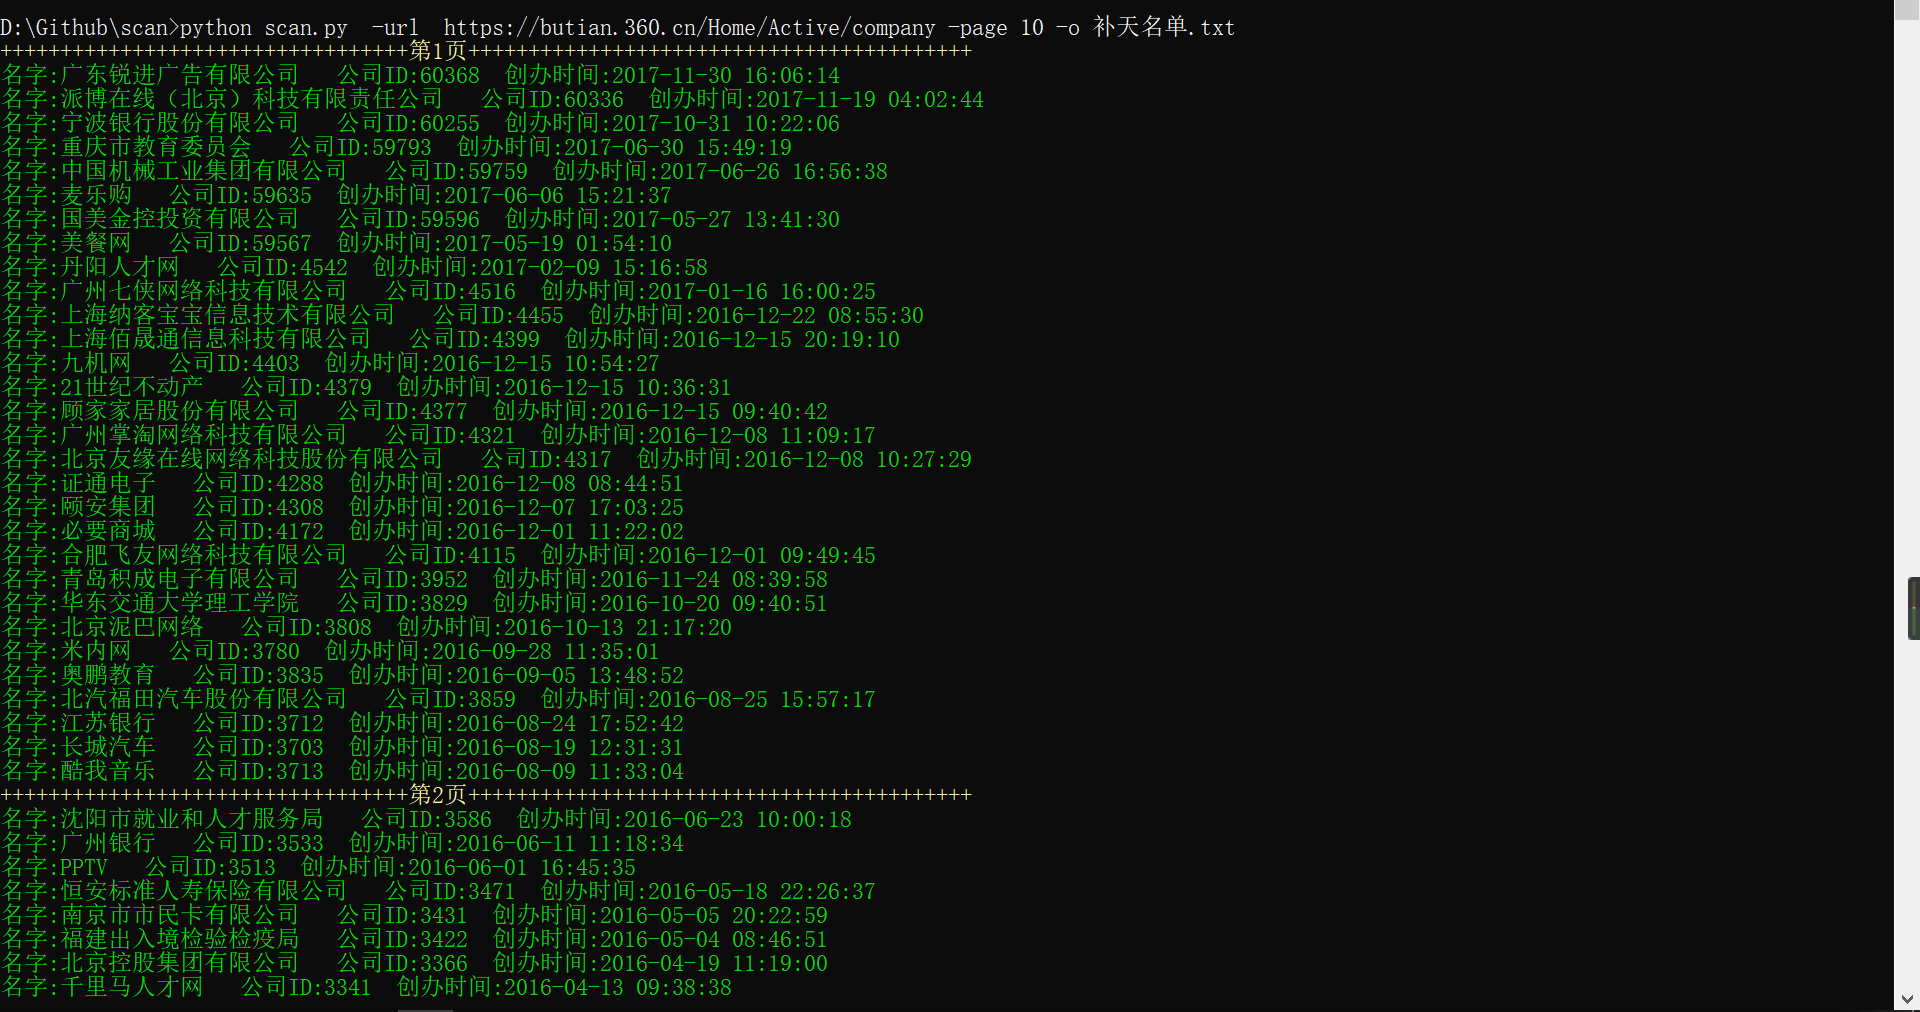 D:\Github\scan>python scan.py  -url  https://butian.360.cn/Home/Active/company -page 10 -o 补天名单.txt
++++++++++++++++++++++++++++++++++第1页++++++++++++++++++++++++++++++++++++++++++
名字:广东锐进广告有限公司   公司ID:60368  创办时间:2017-11-30 16:06:14
名字:派博在线（北京）科技有限责任公司   公司ID:60336  创办时间:2017-11-19 04:02:44
名字:宁波银行股份有限公司   公司ID:60255  创办时间:2017-10-31 10:22:06
名字:重庆市教育委员会   公司ID:59793  创办时间:2017-06-30 15:49:19
名字:中国机械工业集团有限公司   公司ID:59759  创办时间:2017-06-26 16:56:38
名字:麦乐购   公司ID:59635  创办时间:2017-06-06 15:21:37
名字:国美金控投资有限公司   公司ID:59596  创办时间:2017-05-27 13:41:30
名字:美餐网   公司ID:59567  创办时间:2017-05-19 01:54:10
名字:丹阳人才网   公司ID:4542  创办时间:2017-02-09 15:16:58
名字:广州七侠网络科技有限公司   公司ID:4516  创办时间:2017-01-16 16:00:25
名字:上海纳客宝宝信息技术有限公司   公司ID:4455  创办时间:2016-12-22 08:55:30
名字:上海佰晟通信息科技有限公司   公司ID:4399  创办时间:2016-12-15 20:19:10
名字:九机网   公司ID:4403  创办时间:2016-12-15 10:54:27
名字:21世纪不动产   公司ID:4379  创办时间:2016-12-15 10:36:31
名字:顾家家居股份有限公司   公司ID:4377  创办时间:2016-12-15 09:40:42
名字:广州掌淘网络科技有限公司   公司ID:4321  创办时间:2016-12-08 11:09:17
名字:北京友缘在线网络科技股份有限公司   公司ID:4317  创办时间:2016-12-08 10:27:29
名字:证通电子   公司ID:4288  创办时间:2016-12-08 08:44:51
名字:颐安集团   公司ID:4308  创办时间:2016-12-07 17:03:25
名字:必要商城   公司ID:4172  创办时间:2016-12-01 11:22:02
名字:合肥飞友网络科技有限公司   公司ID:4115  创办时间:2016-12-01 09:49:45
名字:青岛积成电子有限公司   公司ID:3952  创办时间:2016-11-24 08:39:58
名字:华东交通大学理工学院   公司ID:3829  创办时间:2016-10-20 09:40:51
名字:北京泥巴网络   公司ID:3808  创办时间:2016-10-13 21:17:20
名字:米内网   公司ID:3780  创办时间:2016-09-28 11:35:01
名字:奥鹏教育   公司ID:3835  创办时间:2016-09-05 13:48:52
名字:北汽福田汽车股份有限公司   公司ID:3859  创办时间:2016-08-25 15:57:17
名字:江苏银行   公司ID:3712  创办时间:2016-08-24 17:52:42
名字:长城汽车   公司ID:3703  创办时间:2016-08-19 12:31:31
名字:酷我音乐   公司ID:3713  创办时间:2016-08-09 11:33:04
++++++++++++++++++++++++++++++++++第2页++++++++++++++++++++++++++++++++++++++++++
名字:沈阳市就业和人才服务局   公司ID:3586  创办时间:2016-06-23 10:00:18
名字:广州银行   公司ID:3533  创办时间:2016-06-11 11:18:34
名字:PPTV   公司ID:3513  创办时间:2016-06-01 16:45:35
名字:恒安标准人寿保险有限公司   公司ID:3471  创办时间:2016-05-18 22:26:37
名字:南京市市民卡有限公司   公司ID:3431  创办时间:2016-05-05 20:22:59
名字:福建出入境检验检疫局   公司ID:3422  创办时间:2016-05-04 08:46:51
名字:北京控股集团有限公司   公司ID:3366  创办时间:2016-04-19 11:19:00
名字:千里马人才网   公司ID:3341  创办时间:2016-04-13 09:38:38